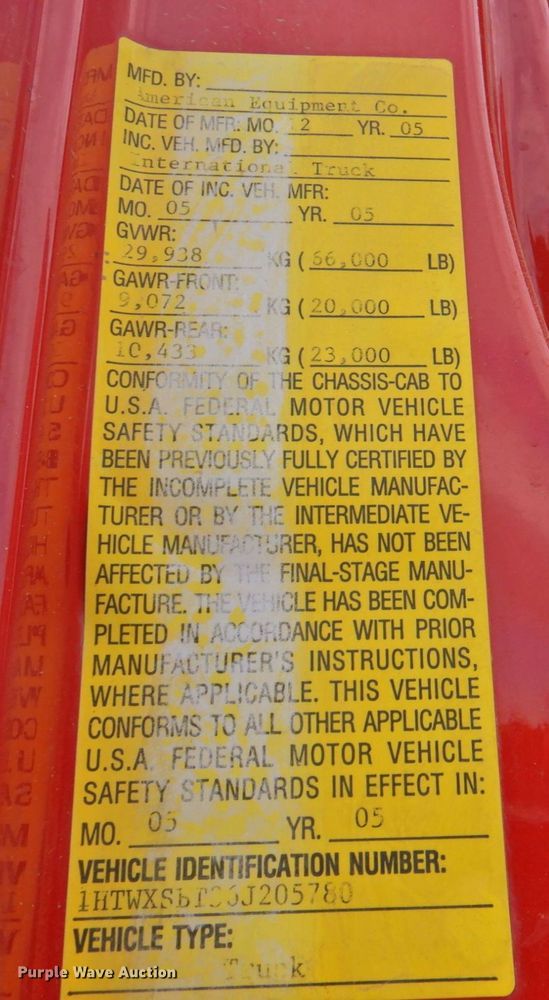 MFD. BY:
American Equipment Co.
DATE OF MFR: MO. 2 YR. 05
INC. VEH. MFD. BY:
International Truck
DATE OF INC. VEH. MFR:
MO. 05 YR. 05
GVWR:
29,938 KG ( 66,000 LB)
GAWR-FRONT:
9,072 KG ( 20,000 LB)
GAWR-REAR:
10,433 KG ( 23,000 LB)
CONFORMITY OF THE CHASSIS-CAB TO
U.S.A. FEDERAL MOTOR VEHICLE
SAFETY STANDARDS, WHICH HAVE
BEEN PREVIOUSLY FULLY CERTIFIED BY
THE INCOMPLETE VEHICLE MANUFAC-
TURER OR BY THE INTERMEDIATE VE-
HICLE MANUFACTURER, HAS NOT BEEN
AFFECTED BY THE FINAL-STAGE MANU-
FACTURE. THE VEHICLE HAS BEEN COM-
PLETED IN ACCORDANCE WITH PRIOR
MANUFACTURER'S INSTRUCTIONS,
WHERE APPLICABLE. THIS VEHICLE
CONFORMS TO ALL OTHER APPLICABLE
U.S.A. FEDERAL MOTOR VEHICLE
SAFETY STANDARDS IN EFFECT IN:
MO. 05 YR. 05
VEHICLE IDENTIFICATION NUMBER:
VEHICLE TYPE:
Truck
Purple Wave Auction